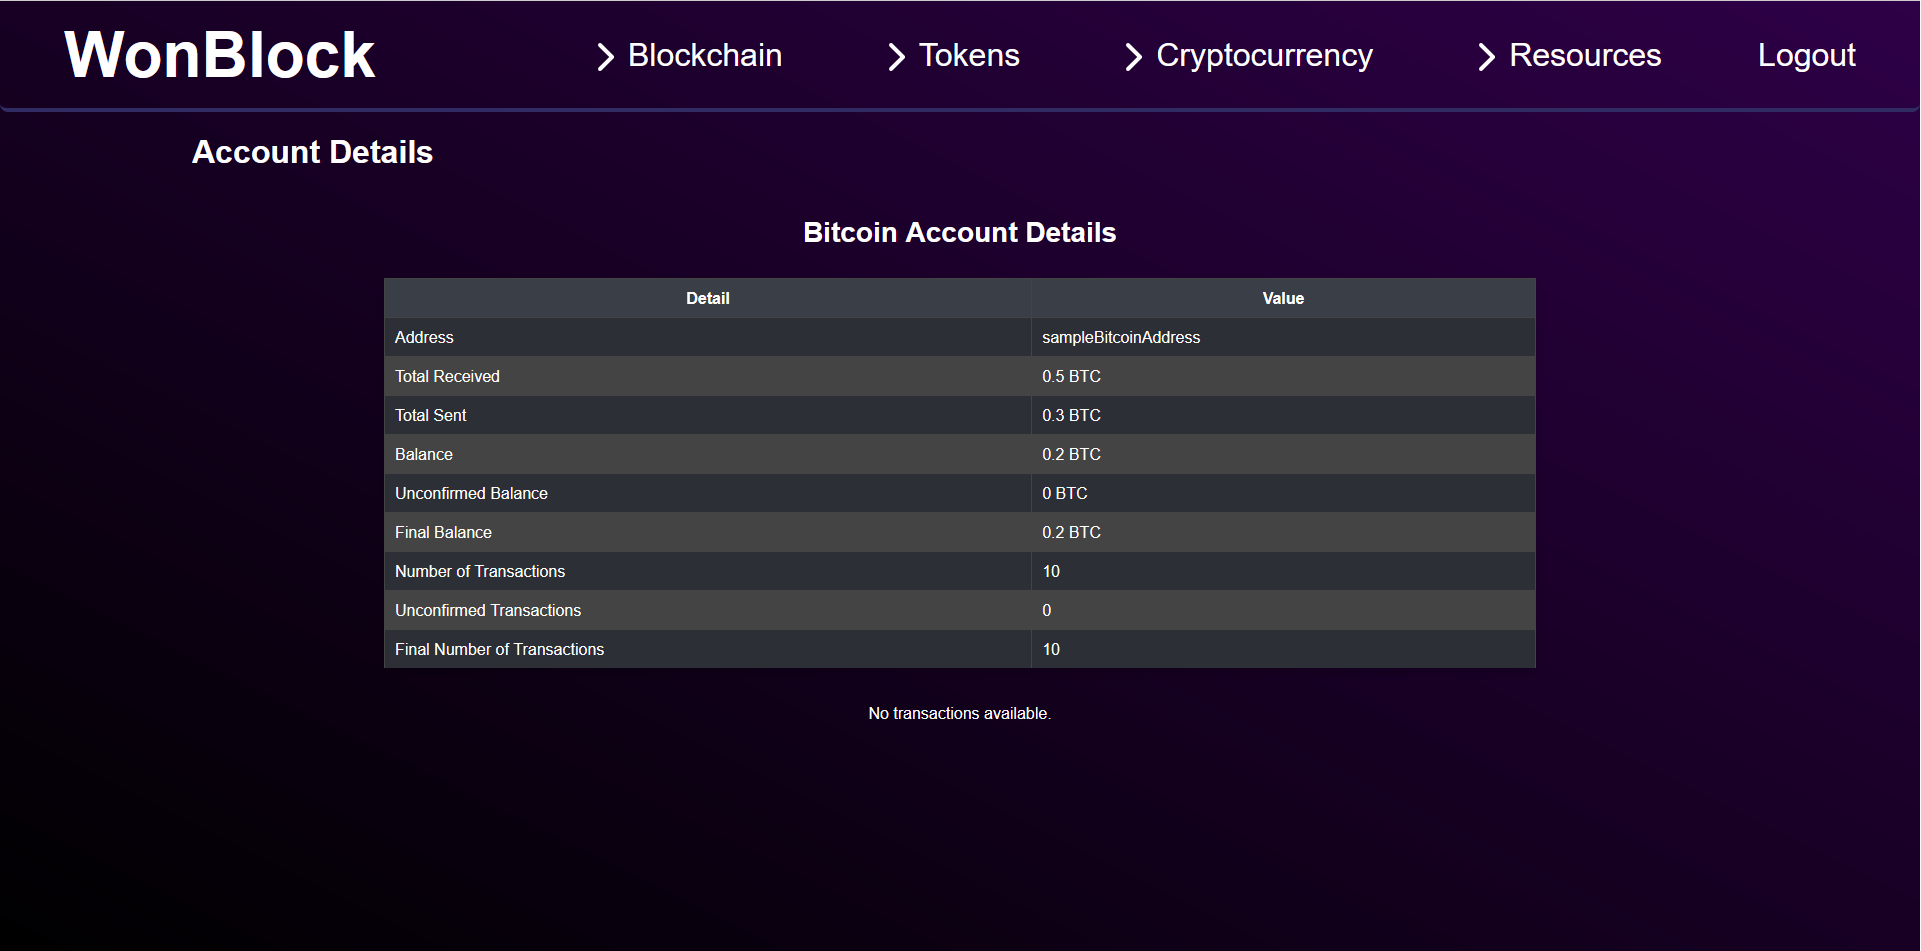 WonBlock Blockchain Tokens Cryptocurrency Resources Logout
Account Details
Bitcoin Account Details
Detail Value
Address sampleBitcoinAddress
Total Received 0.5 BTC
Total Sent 0.3 BTC
Balance 0.2 BTC
Unconfirmed Balance 0 BTC
Final Balance 0.2 BTC
Number of Transactions 10
Unconfirmed Transactions 0
Final Number of Transactions 10
No transactions available.